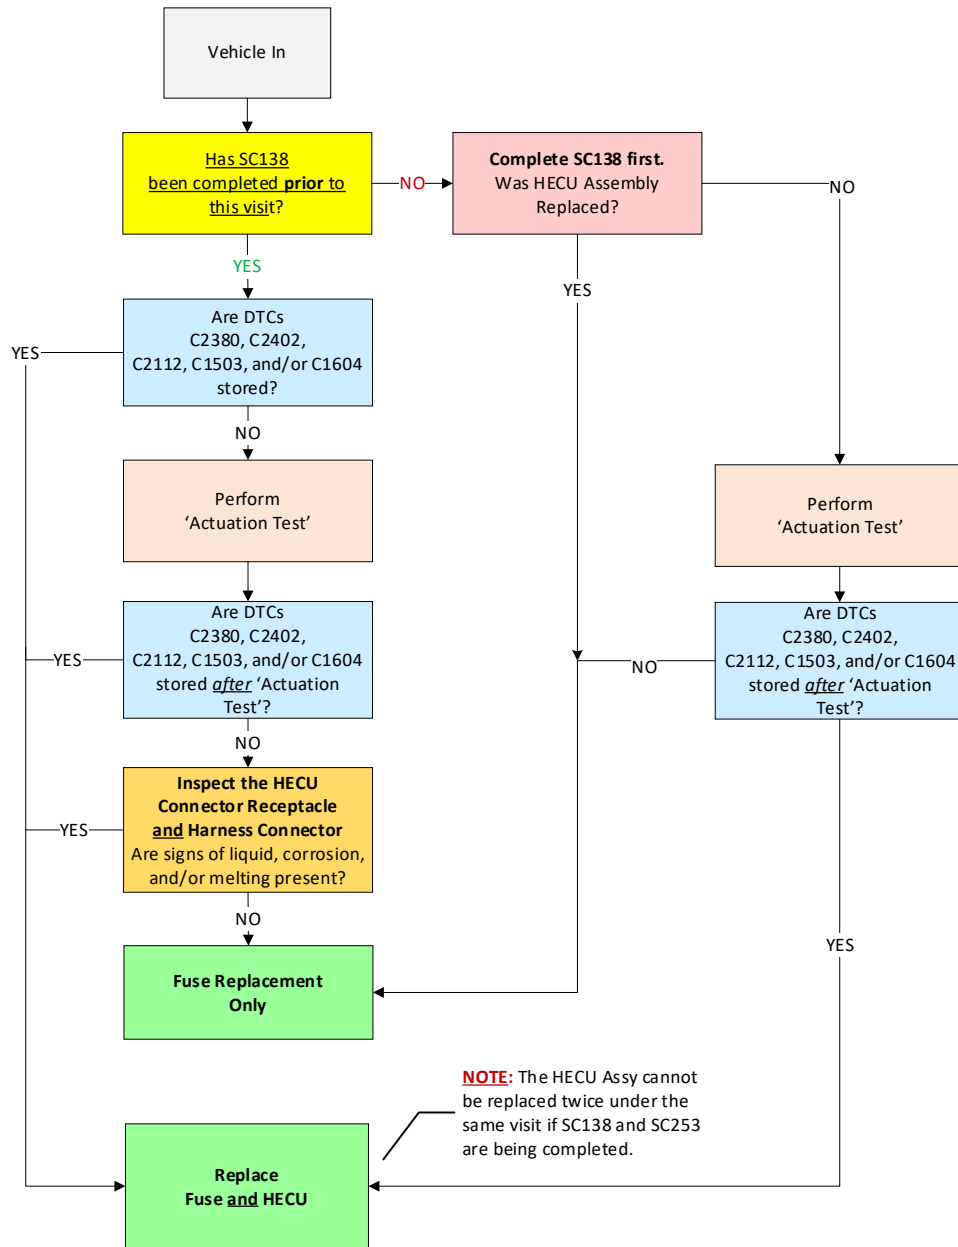 Vehicle In
Has SC138
been completed prior to
this visit?
NO
Complete SC138 first.
Was HECU Assembly
Replaced?
NO
YES
YES
Are DTCs
C2380, C2402,
C2112, C1503, and/or C1604
stored?
YES
NO
Perform
‘Actuation Test’
Perform
‘Actuation Test’
Are DTCs
C2380, C2402,
C2112, C1503, and/or C1604
stored after ‘Actuation
Test’?
YES
NO
Are DTCs
C2380, C2402,
C2112, C1503, and/or C1604
stored after ‘Actuation
Test’?
NO
Inspect the HECU
Connector Receptacle
and Harness Connector
Are signs of liquid, corrosion,
and/or melting present?
YES
NO
YES
Fuse Replacement
Only
NOTE: The HECU Assy cannot
be replaced twice under the
same visit if SC138 and SC253
are being completed.
Replace
Fuse and HECU